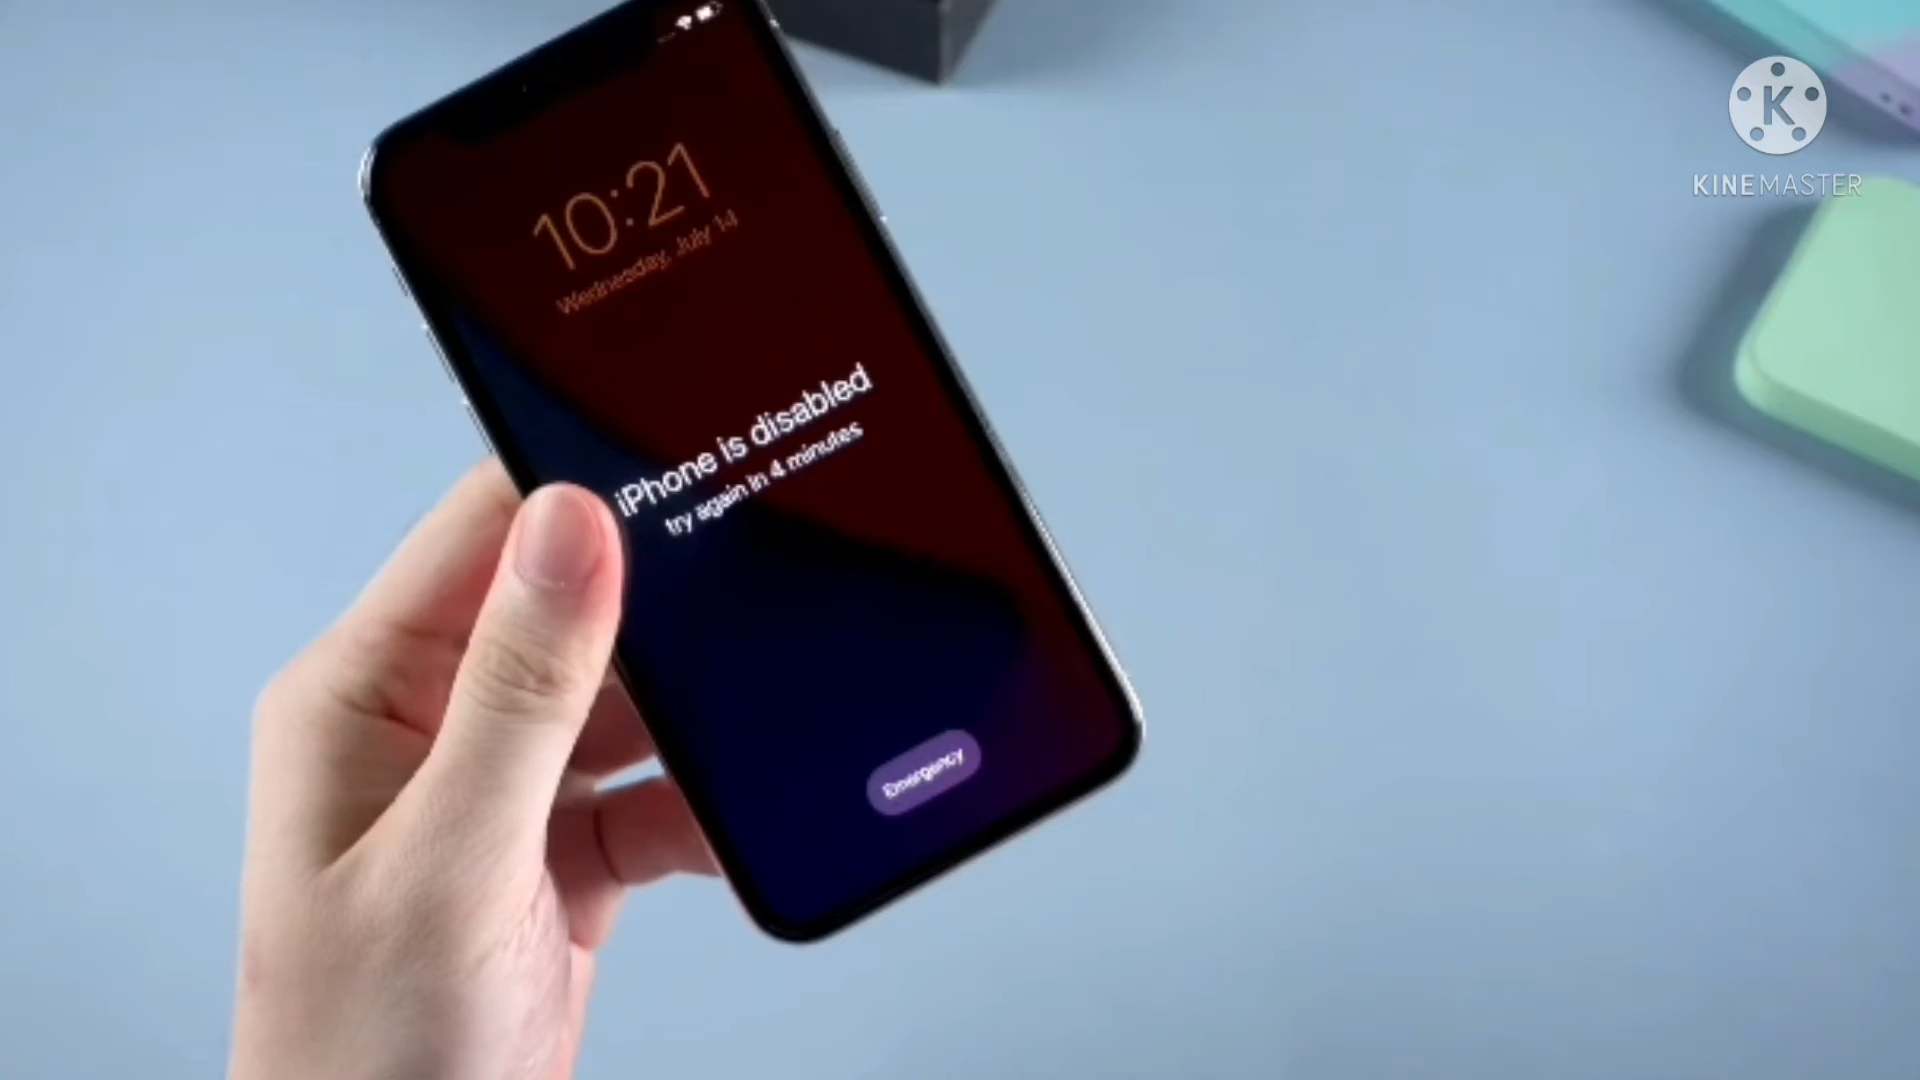 10:21
Wednesday, July 14
iPhone is disabled
try again in 4 minutes
Emergency
K
KINEMASTER